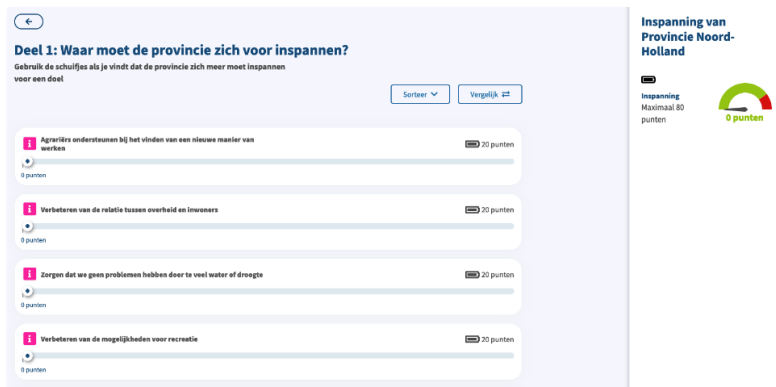 Deel 1: Waar moet de provincie zich voor inspannen?
Gebruik de schuifjes als je vindt dat de provincie zich meer moet inspannen
voor een doel
Sorteer
Vergelijk
Agrariërs ondersteunen bij het vinden van een nieuwe manier van
werken
20 punten
0 punten
Verbeteren van de relatie tussen overheid en inwoners
20 punten
0 punten
Zorgen dat we geen problemen hebben door te veel water of droogte
20 punten
0 punten
Verbeteren van de mogelijkheden voor recreatie
20 punten
0 punten
Inspanning van
Provincie Noord-
Holland
Inspanning
Maximaal 80
punten
0 punten